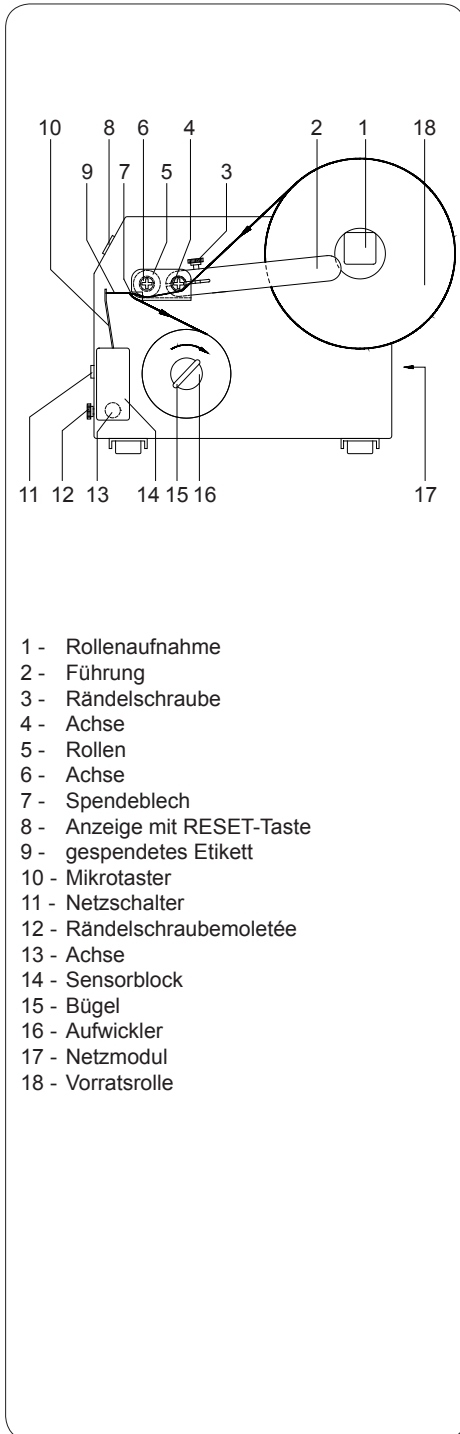 10 8 6 4 2 1 18
9 7 5 3
11 12 13 14 15 16 17
1 - Rollenaufnahme
2 - Führung
3 - Rändelschraube
4 - Achse
5 - Rollen
6 - Achse
7 - Spendeblech
8 - Anzeige mit RESET-Taste
9 - gespendetes Etikett
10 - Mikrotaster
11 - Netzschalter
12 - Rändelschraubemoletée
13 - Achse
14 - Sensorblock
15 - Bügel
16 - Aufwickler
17 - Netzmodul
18 - Vorratsrolle